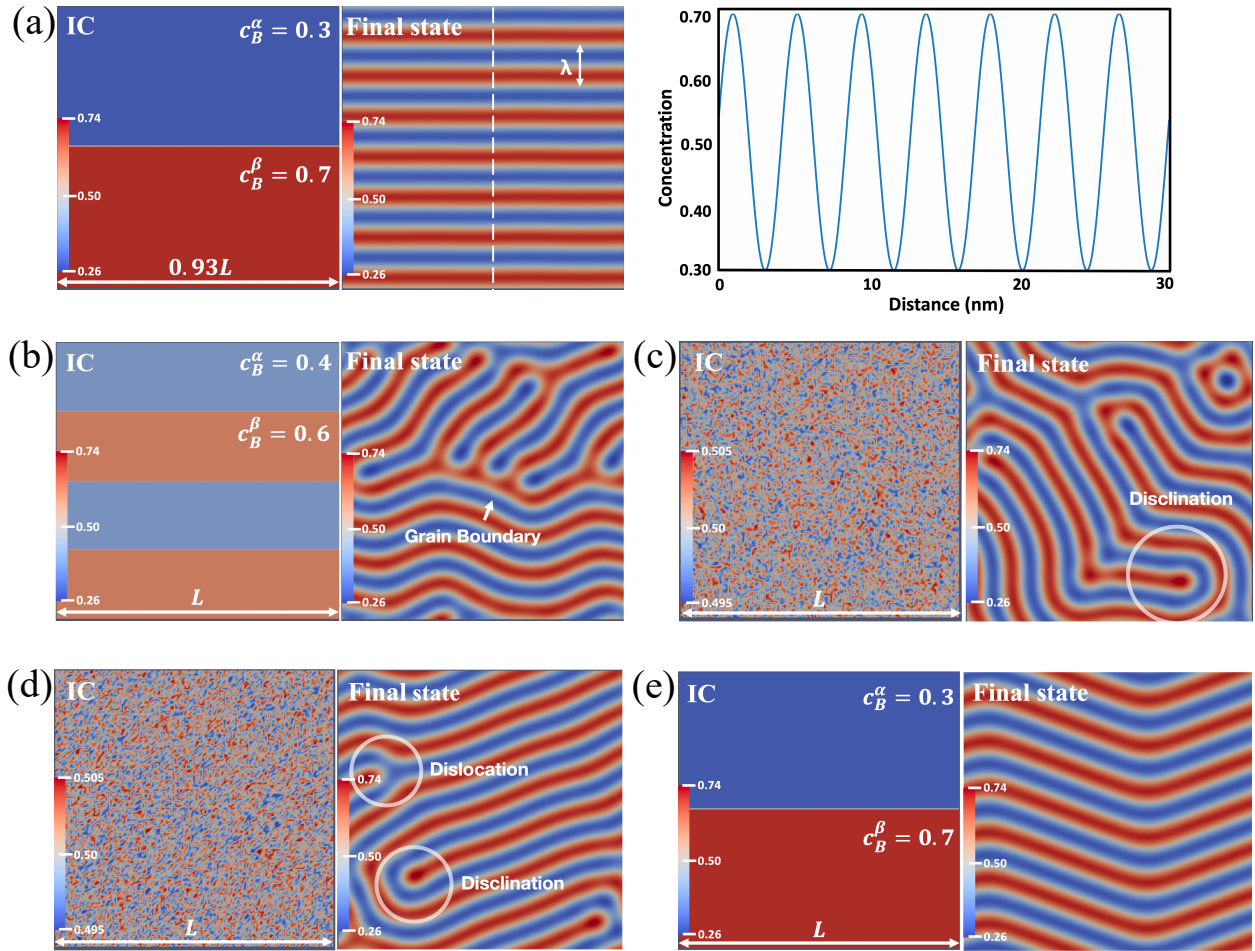 (a)
IC
c_B^α = 0.3
0.74
c_B^β = 0.7
0.50
0.26
0.93L
Final state
λ
0.74
0.50
0.26
0.70
0.60
0.50
0.40
0.30
Concentration
0
10
20
30
Distance (nm)
(b)
IC
c_B^α = 0.4
c_B^β = 0.6
0.74
0.50
0.26
L
Final state
0.74
Grain Boundary
0.50
0.26
(c)
IC
0.505
0.50
0.495
L
Final state
0.74
Disclination
0.50
0.26
(d)
IC
0.505
0.50
0.495
L
Final state
Dislocation
0.74
0.50
Disclination
0.26
(e)
IC
c_B^α = 0.3
0.74
c_B^β = 0.7
0.50
0.26
L
Final state
0.74
0.50
0.26